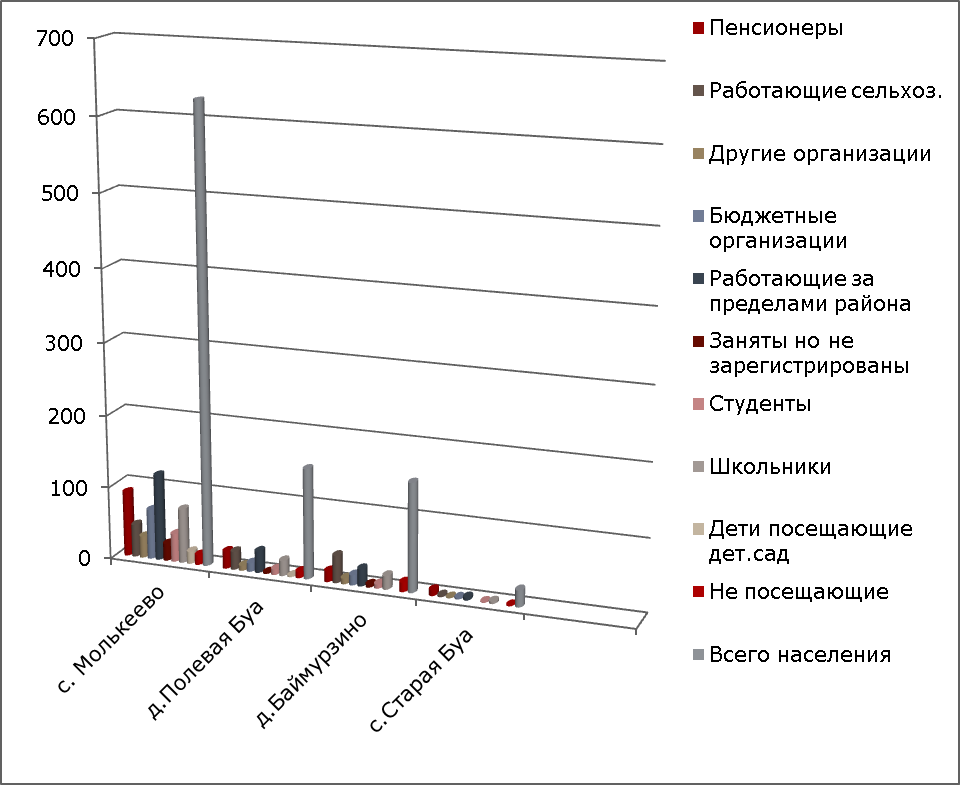 700
600
500
400
300
200
100
0
с. Молькеево
д.Полевая Буа
д.Баймурзино
с.Старая Буа
Пенсионеры
Работающие сельхоз.
Другие организации
Бюджетные
организации
Работающие за
пределами района
Заняты но не
зарегистрированы
Студенты
Школьники
Дети посещающие
дет.сад
Не посещающие
Всего населения